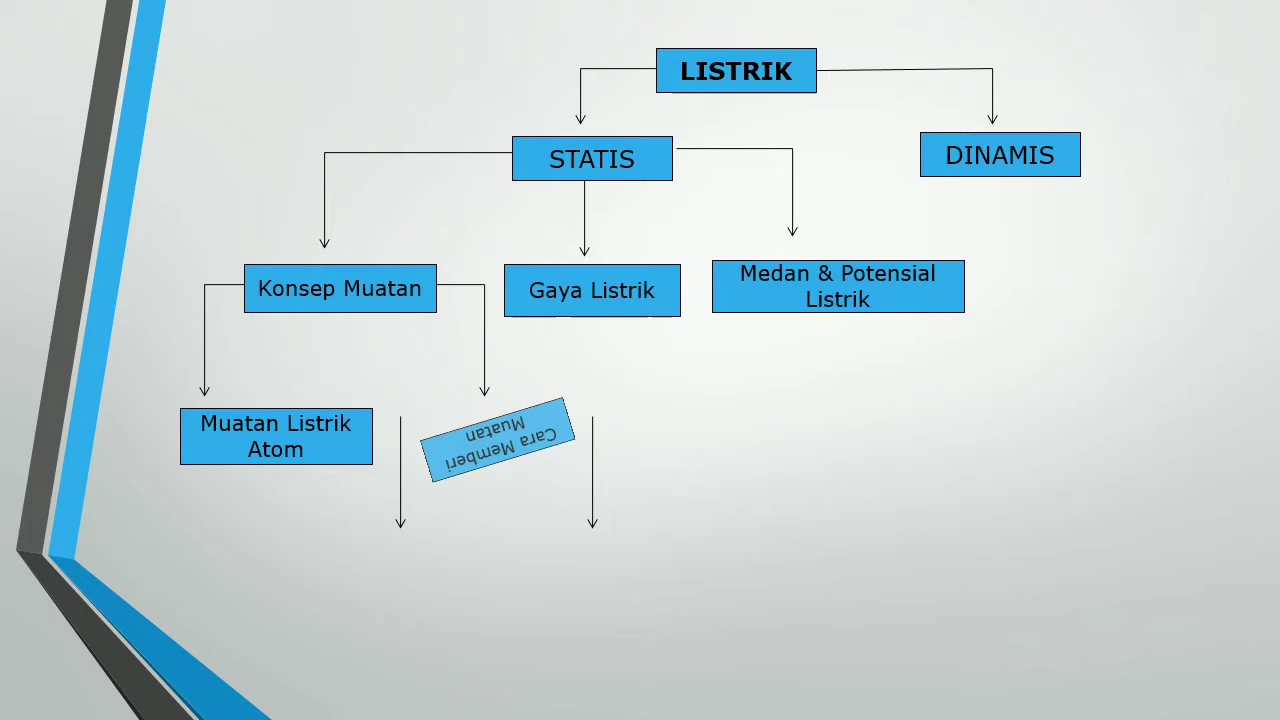 LISTRIK
STATIS
DINAMIS
Konsep Muatan
Gaya Listrik
Medan & Potensial
Listrik
Muatan Listrik
Atom
Cara Memberi
Muatan